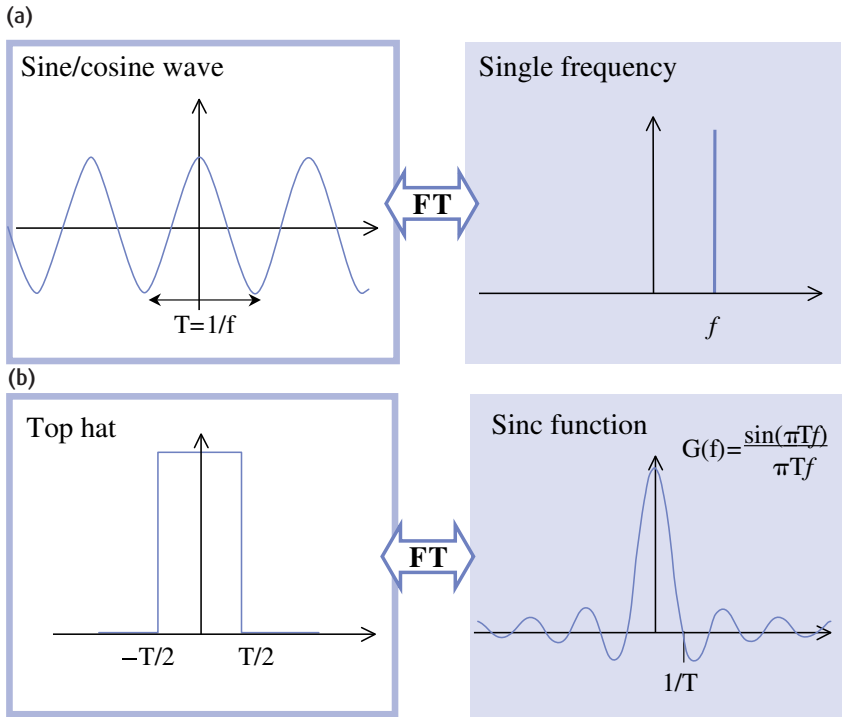 (a)
Sine/cosine wave
T=1/f
FT
Single frequency
f
(b)
Top hat
−T/2
T/2
FT
Sinc function
G(f)=sin(πTf)/πTf
1/T